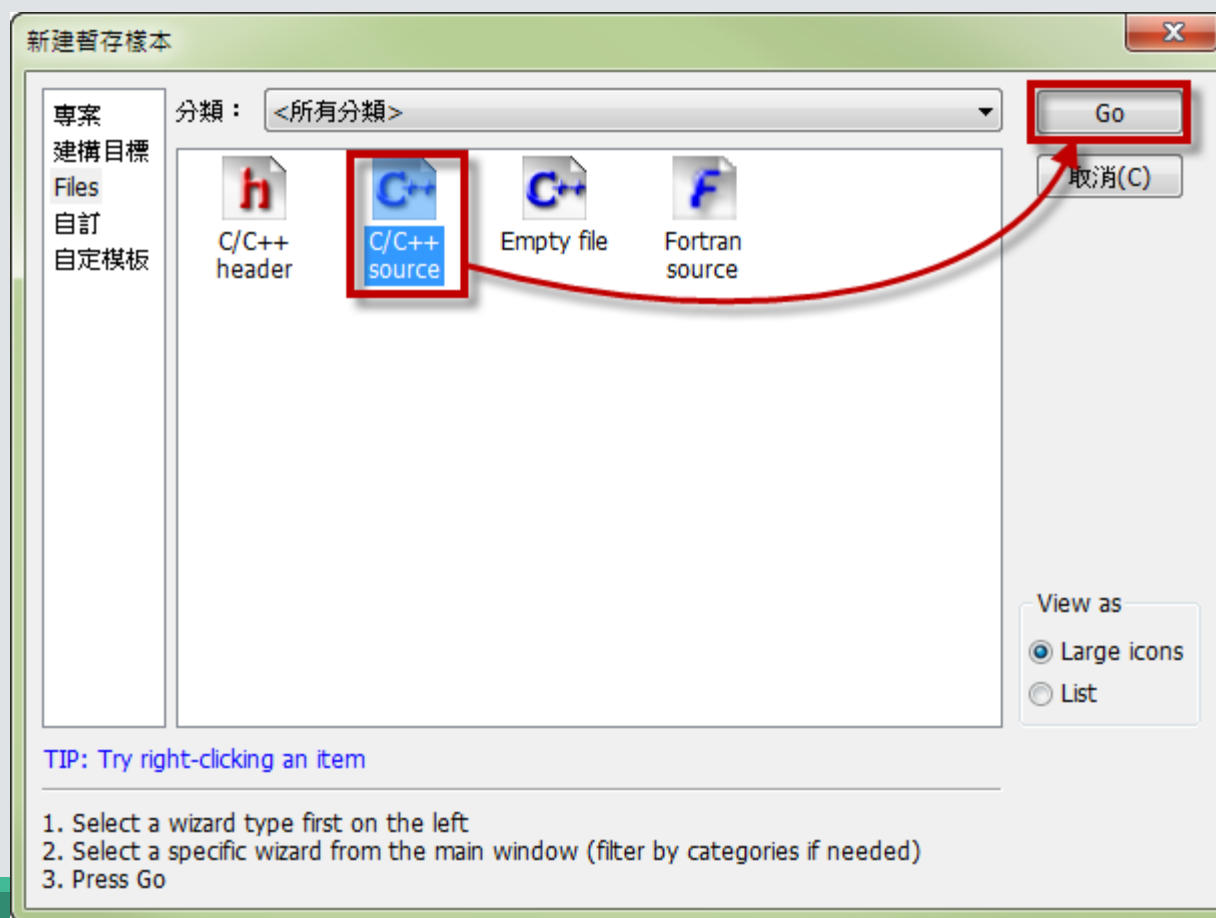 新建暫存樣本
專案
建構目標
Files
自訂
自定模板
分類：
<所有分類>
Go
取消(C)
h
C/C++
header
C++
C/C++
source
C++
Empty file
F
Fortran
source
View as
Large icons
List
TIP: Try right-clicking an item
1. Select a wizard type first on the left
2. Select a specific wizard from the main window (filter by categories if needed)
3. Press Go